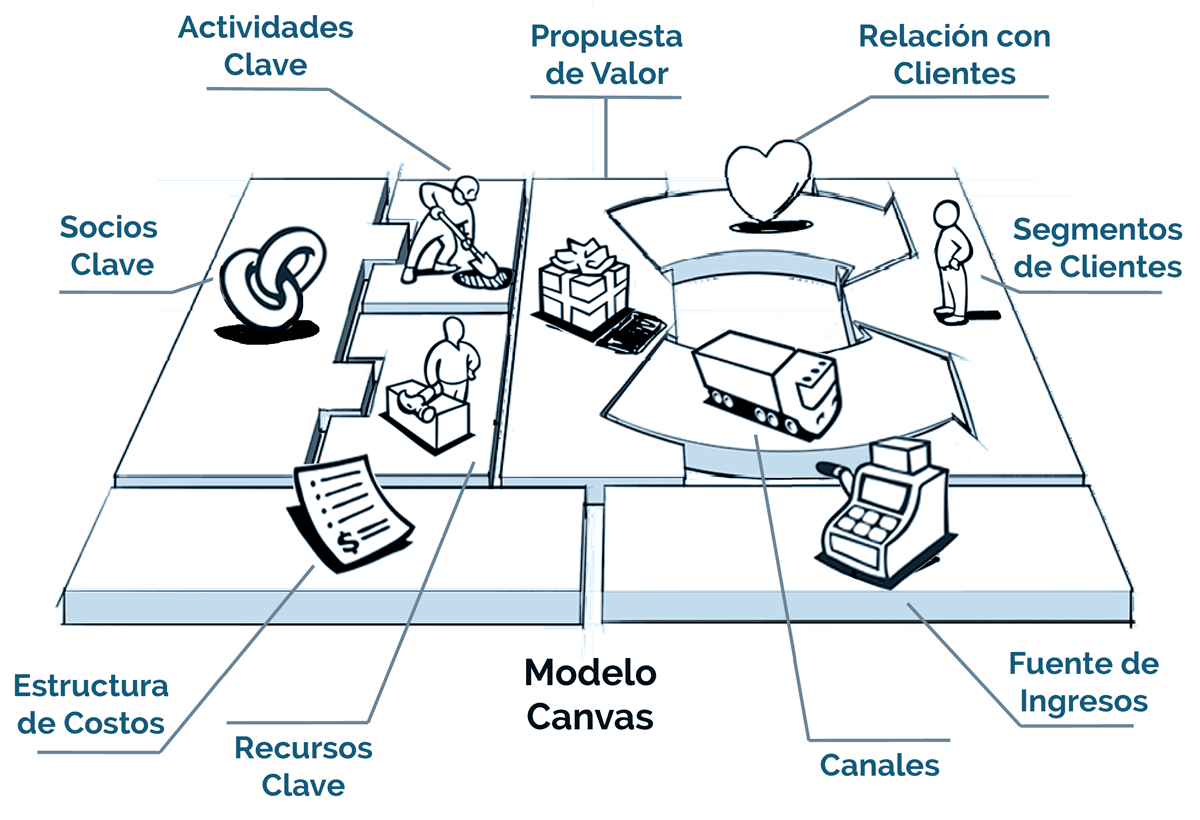 Actividades
Clave
Propuesta
de Valor
Relación con
Clientes
Socios
Clave
Segmentos
de Clientes
$
Estructura
de Costos
Recursos
Clave
Modelo
Canvas
Canales
Fuente de
Ingresos